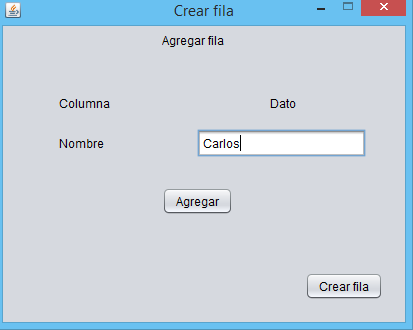 Crear fila
Agregar fila
Columna Dato
Nombre Carlos
Agregar
Crear fila